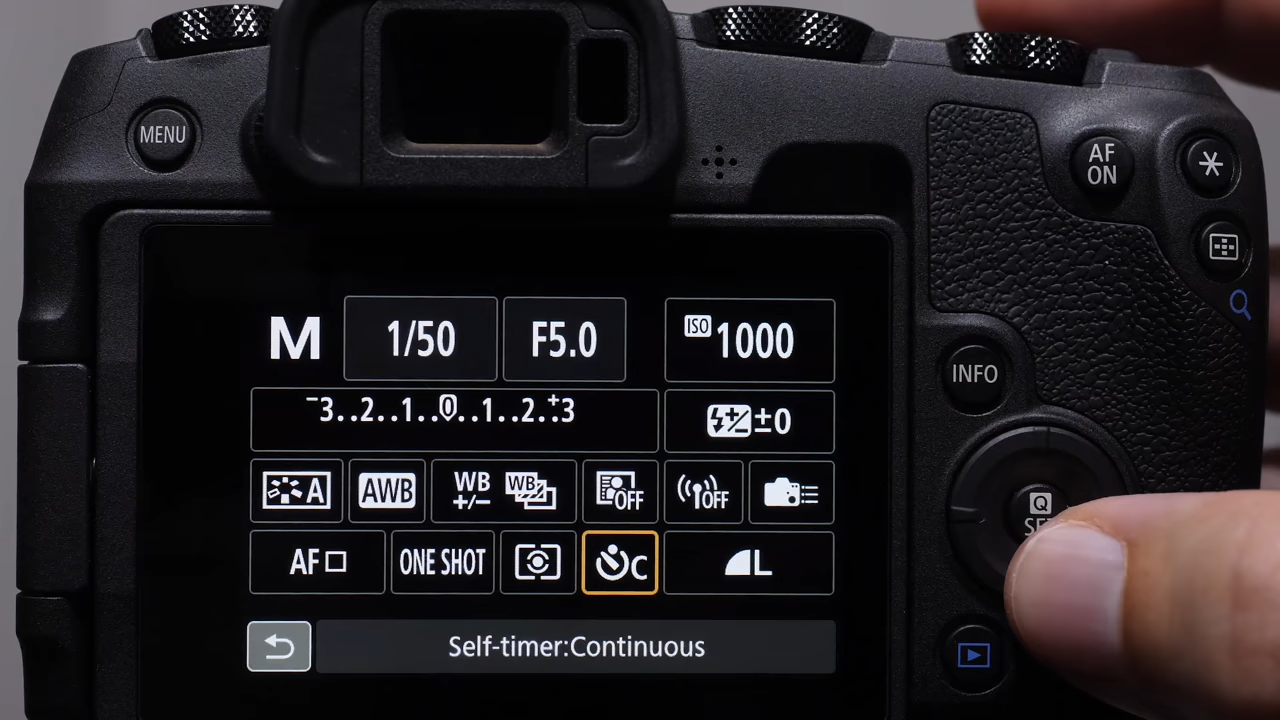 MENU
AF
ON
M 1/50 F5.0 ISO 1000
INFO
-3..2..1..0..1..2..+3 ±0
A AWB WB +/- WB OFF OFF
Q
AF ONE SHOT C L
Self-timer:Continuous